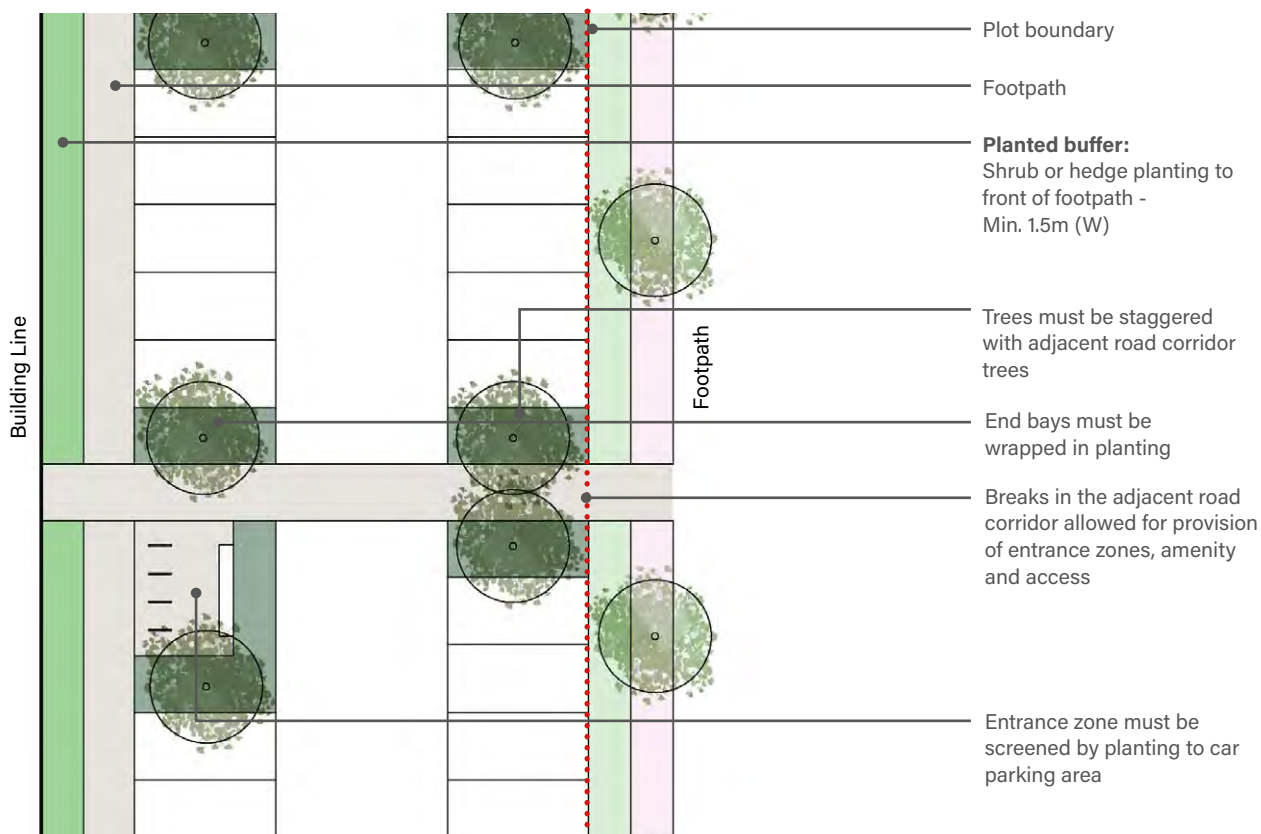 Plot boundary
Footpath
Planted buffer:
Shrub or hedge planting to
front of footpath -
Min. 1.5m (W)
Trees must be staggered
with adjacent road corridor
trees
End bays must be
wrapped in planting
Breaks in the adjacent road
corridor allowed for provision
of entrance zones, amenity
and access
Entrance zone must be
screened by planting to car
parking area
Building Line
Footpath